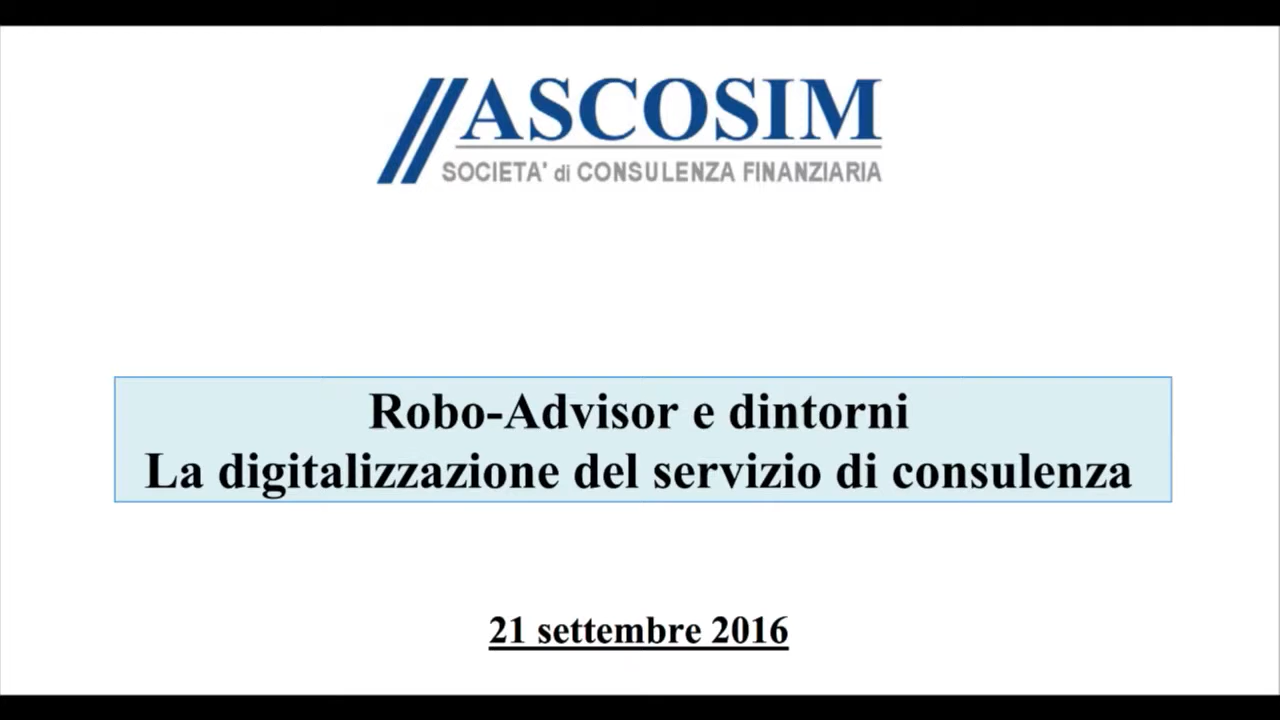 ASCOSIM
SOCIETA' di CONSULENZA FINANZIARIA
Robo-Advisor e dintorni
La digitalizzazione del servizio di consulenza
21 settembre 2016